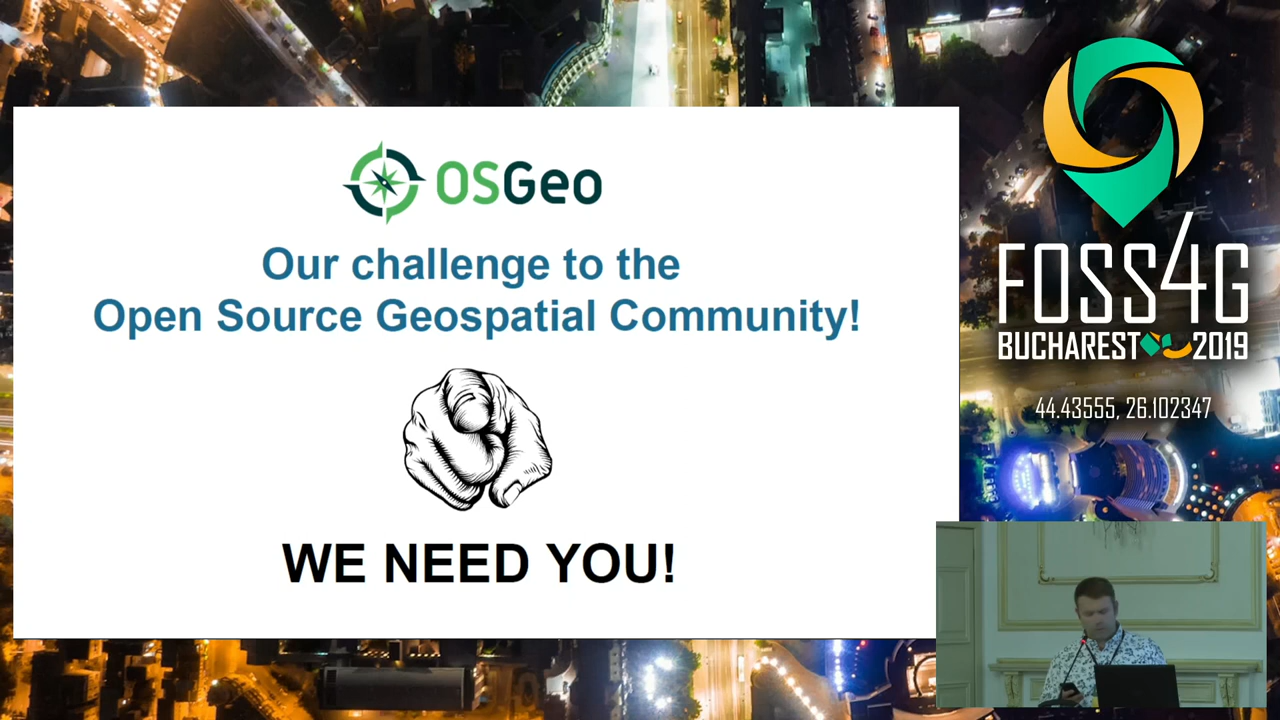 OSGeo
Our challenge to the
Open Source Geospatial Community!
WE NEED YOU!
FOSS4G
BUCHAREST 2019
44.43555, 26.102347